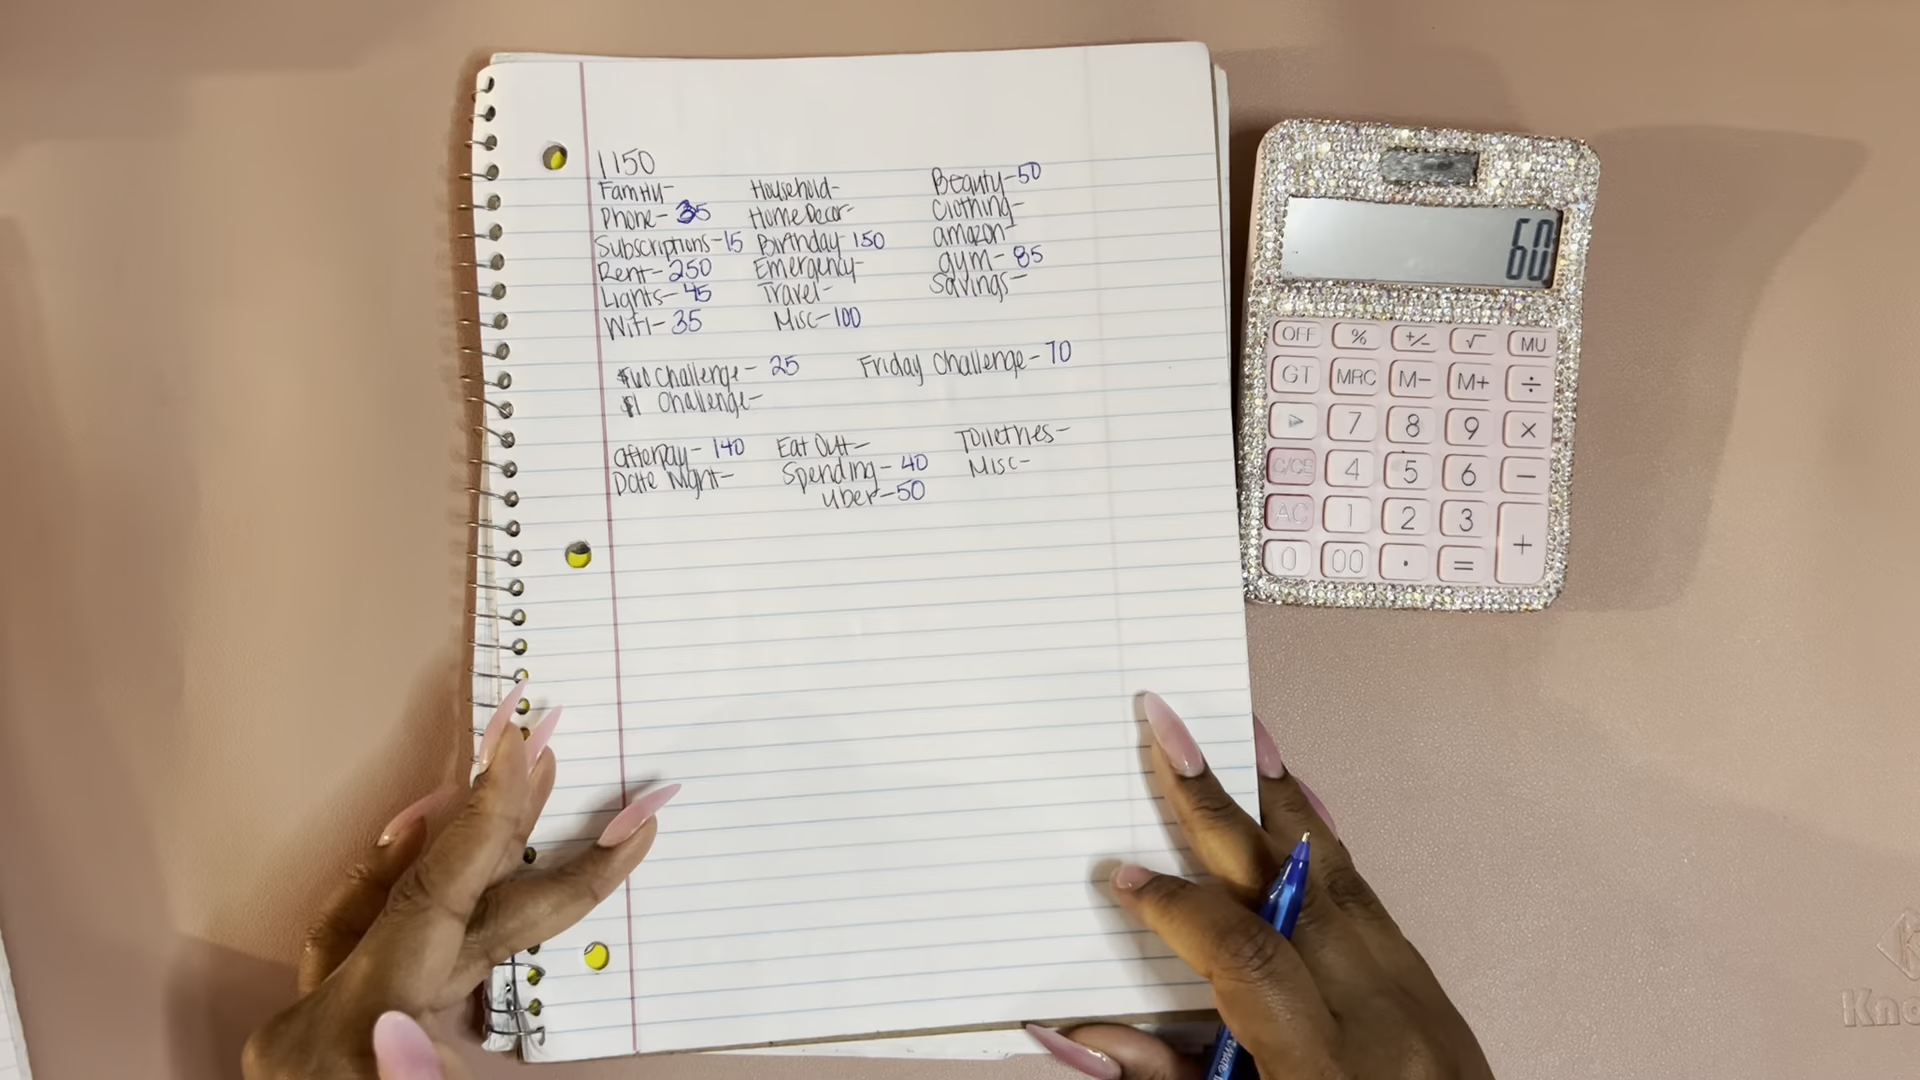 1150
Family- Household- Beauty-50
Phone- 35 Home Decor- Clothing-
Subscriptions-15 Birthday-150 amazon-
Rent-250 Emergency- gym-85
Lights-45 Travel- Savings-
Wifi-35 Misc-100
Challenge- 25 Friday Challenge-70
$1 Challenge-
afterpay-140 Eat Out- Toiletries-
Date Night- Spending-40 Misc-
uber-50
60
OFF % +/- √ MU
GT MRC M- M+ ÷
▶ 7 8 9 ×
C/CE 4 5 6 -
AC 1 2 3 +
0 00 . =
Kno